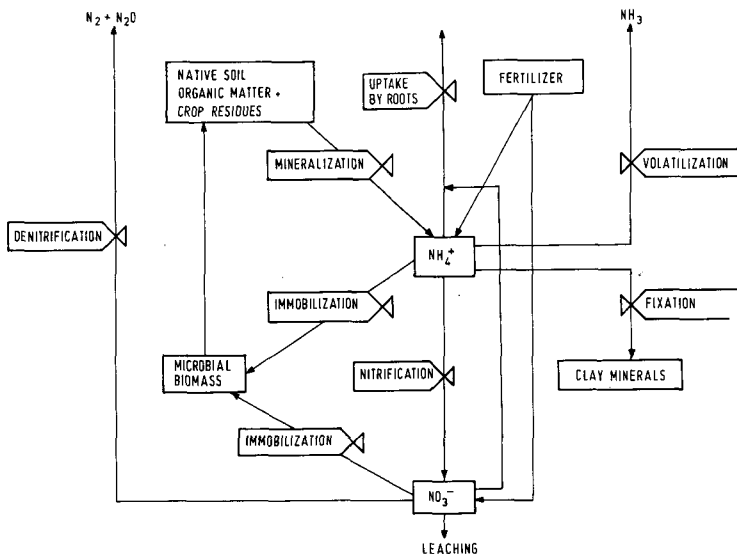 N₂ + N₂O
NH₃
NATIVE SOIL
ORGANIC MATTER +
CROP RESIDUES
UPTAKE
BY ROOTS
FERTILIZER
MINERALIZATION
VOLATILIZATION
DENITRIFICATION
NH₄⁺
IMMOBILIZATION
FIXATION
MICROBIAL
BIOMASS
NITRIFICATION
CLAY MINERALS
IMMOBILIZATION
NO₃⁻
LEACHING